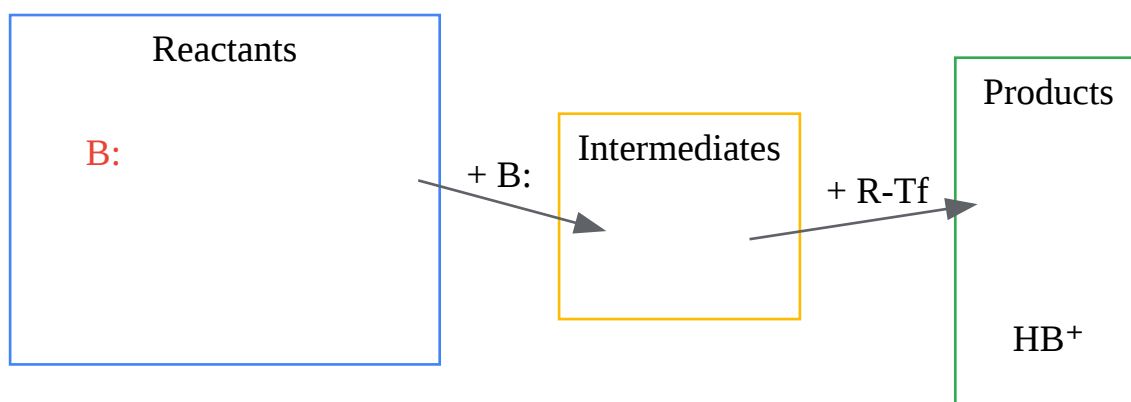 Reactants
B:
+ B:
Intermediates
+ R-Tf
Products
HB⁺